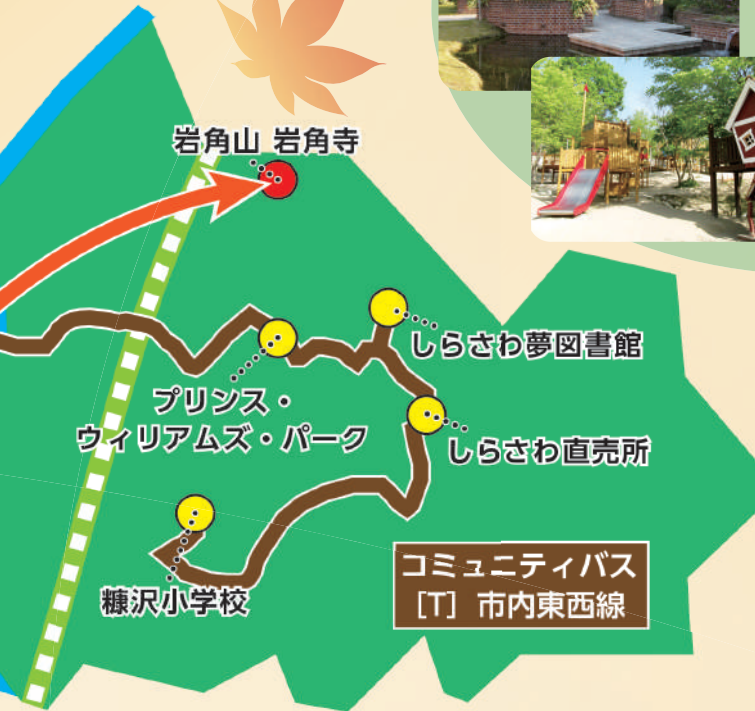 岩角山 岩角寺
しらさわ夢図書館
プリンス・
ウィリアムズ・パーク
しらさわ直売所
コミュニティバス
[T] 市内東西線
糠沢小学校